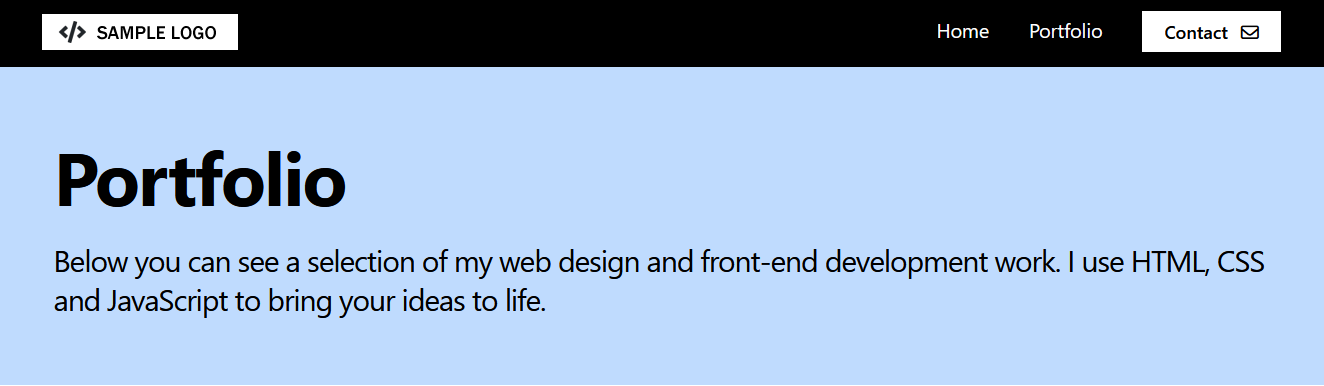 </> SAMPLE LOGO
Home
Portfolio
Contact
Portfolio
Below you can see a selection of my web design and front-end development work. I use HTML, CSS
and JavaScript to bring your ideas to life.